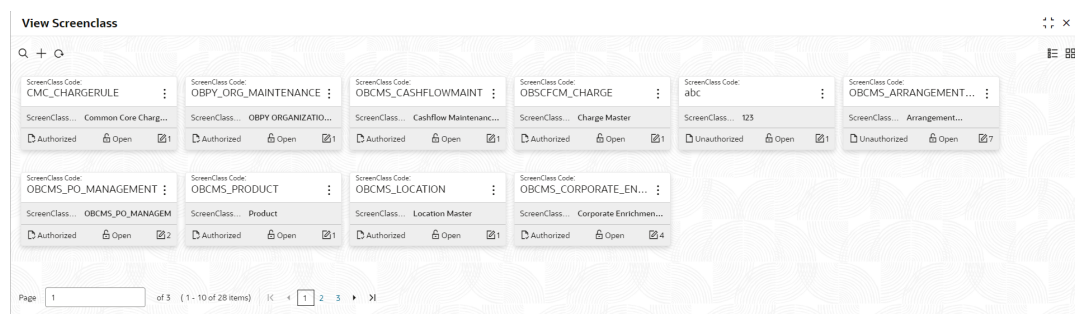 View Screenclass
ScreenClass Code: ScreenClass Code: ScreenClass Code: ScreenClass Code: ScreenClass Code: ScreenClass Code:
CMC_CHARGERULE OBPY_ORG_MAINTENANCE OBCMS_CASHFLOWMAINT OBSCFCM_CHARGE abc OBCMS_ARRANGEMENT...
ScreenClass... Common Core Charg... ScreenClass... OBPY ORGANIZATIO... ScreenClass... Cashflow Maintenanc... ScreenClass... Charge Master ScreenClass... 123 ScreenClass... Arrangement...
Authorized Open 1 Authorized Open 1 Authorized Open 1 Authorized Open 1 Unauthorized Open 1 Unauthorized Open 7
ScreenClass Code: ScreenClass Code: ScreenClass Code: ScreenClass Code:
OBCMS_PO_MANAGEMENT OBCMS_PRODUCT OBCMS_LOCATION OBCMS_CORPORATE_EN...
ScreenClass... OBCMS_PO_MANAGEM ScreenClass... Product ScreenClass... Location Master ScreenClass... Corporate Enrichmen...
Authorized Open 2 Authorized Open 1 Authorized Open 1 Authorized Open 4
Page 1 of 3 (1 - 10 of 28 items) 1 2 3